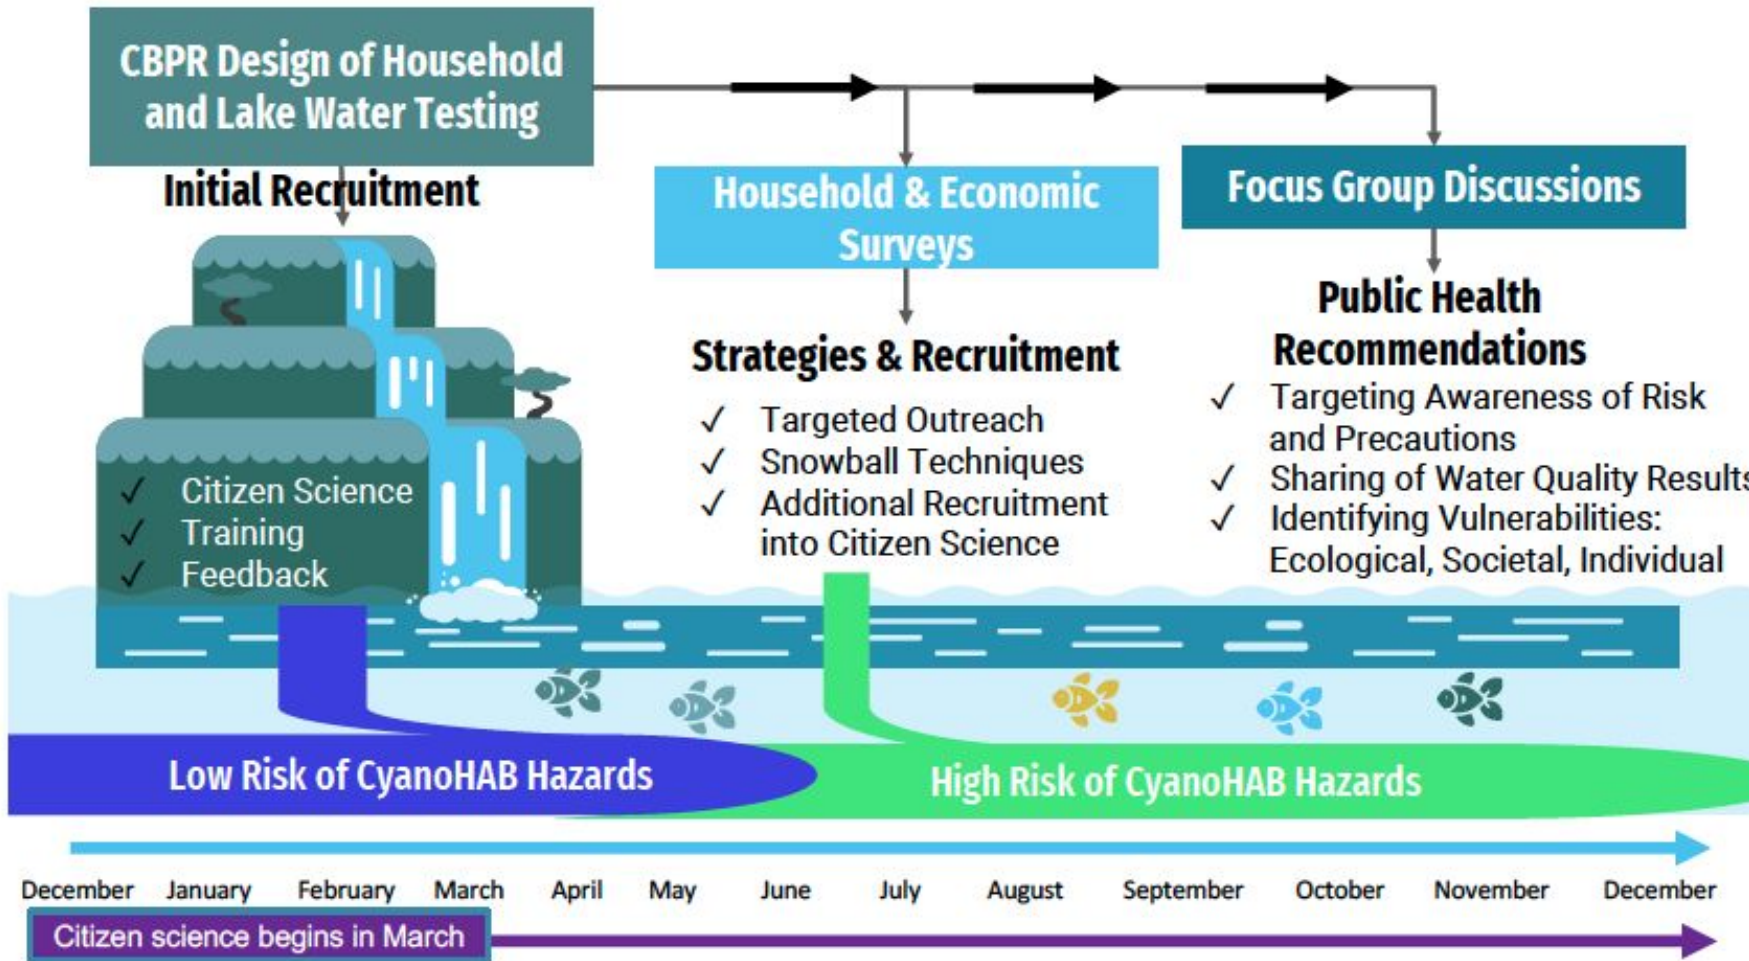 CBPR Design of Household
and Lake Water Testing
Initial Recruitment
✓ Citizen Science
✓ Training
✓ Feedback
Household & Economic
Surveys
Strategies & Recruitment
✓ Targeted Outreach
✓ Snowball Techniques
✓ Additional Recruitment
into Citizen Science
Focus Group Discussions
Public Health
Recommendations
✓ Targeting Awareness of Risk
and Precautions
✓ Sharing of Water Quality Results
✓ Identifying Vulnerabilities:
Ecological, Societal, Individual
Low Risk of CyanoHAB Hazards
High Risk of CyanoHAB Hazards
December January February March April May June July August September October November December
Citizen science begins in March